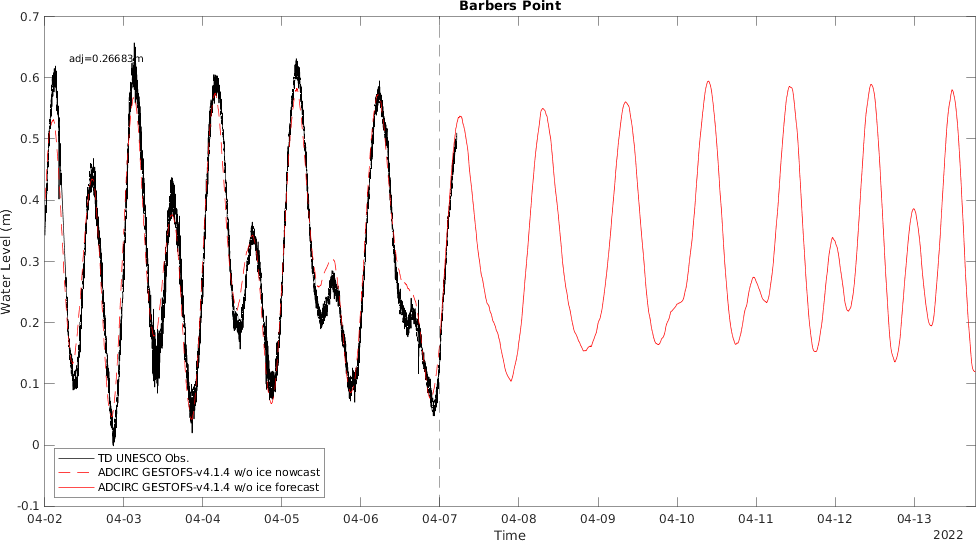 Barbers Point
0.7
adj=0.26683m
0.6
0.5
0.4
0.3
0.2
0.1
0
-0.1
Water Level (m)
TD UNESCO Obs.
ADCIRC GESTOFS-v4.1.4 w/o ice nowcast
ADCIRC GESTOFS-v4.1.4 w/o ice forecast
04-02 04-03 04-04 04-05 04-06 04-07 04-08 04-09 04-10 04-11 04-12 04-13
Time
2022